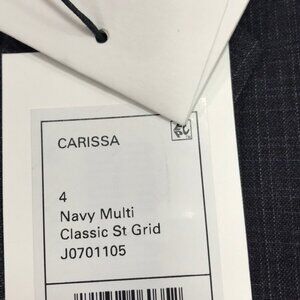 CARISSA
4
Navy Multi
Classic St Grid
J0701105